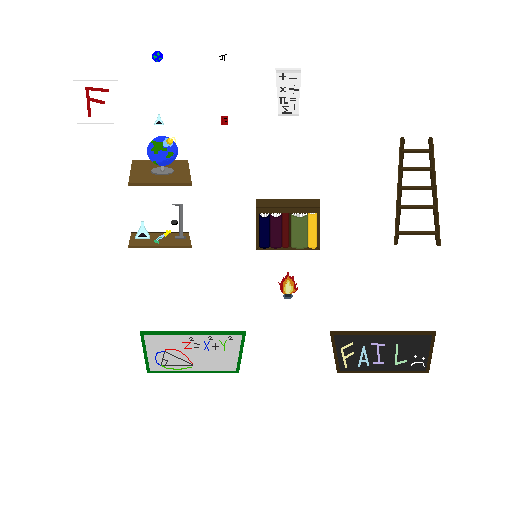 π
F
+ -
× ÷
π =
Σ
Z²=X²+Y²
FAIL :(